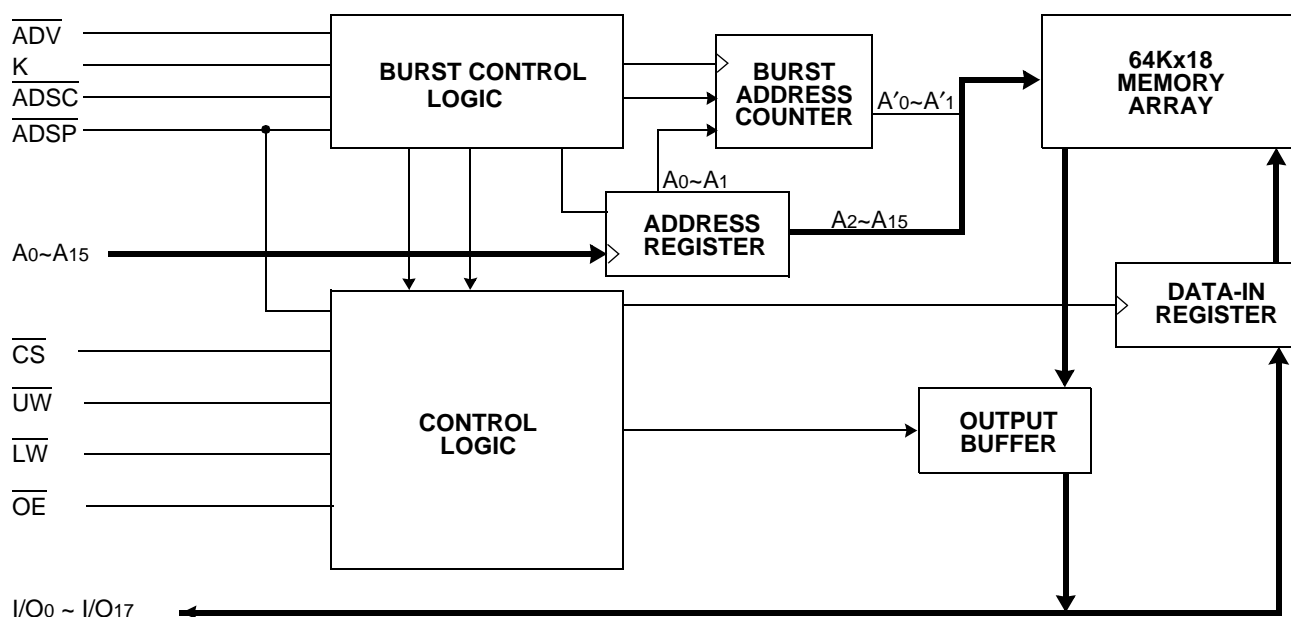 ADV
K
ADSC
ADSP
BURST CONTROL
LOGIC
BURST
ADDRESS
COUNTER
A′0~A′1
64Kx18
MEMORY
ARRAY
A0~A1
A0~A15
ADDRESS
REGISTER
A2~A15
DATA-IN
REGISTER
CS
UW
LW
OE
CONTROL
LOGIC
OUTPUT
BUFFER
I/O0 ~ I/O17